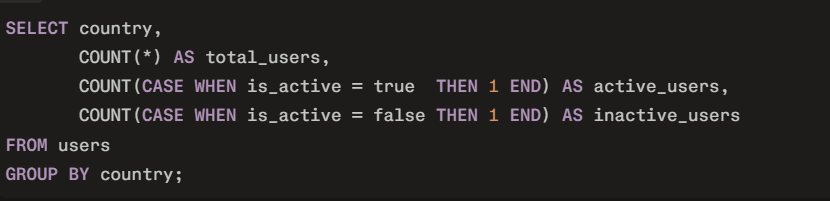 SELECT country,
       COUNT(*) AS total_users,
       COUNT(CASE WHEN is_active = true  THEN 1 END) AS active_users,
       COUNT(CASE WHEN is_active = false THEN 1 END) AS inactive_users
FROM users
GROUP BY country;